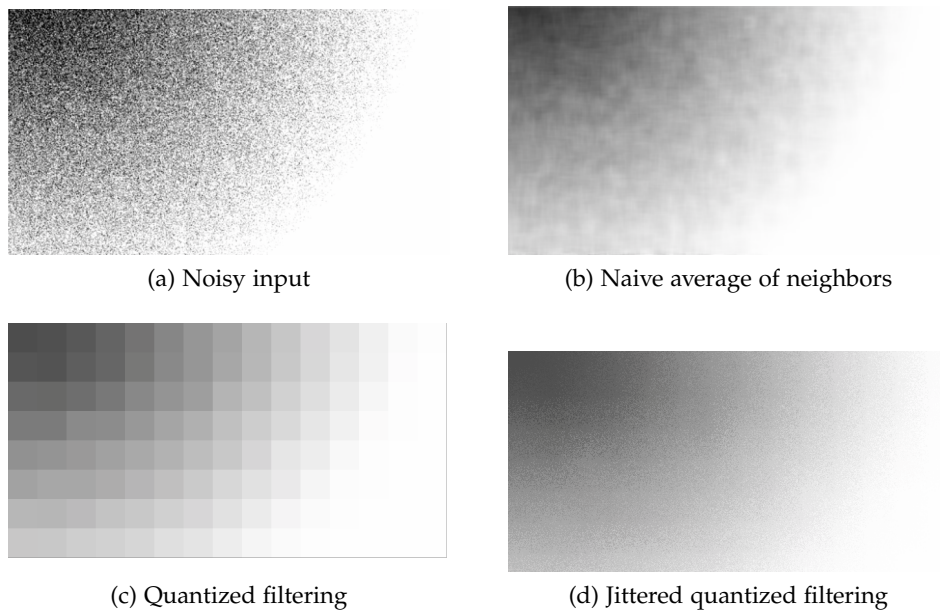 (a) Noisy input
(b) Naive average of neighbors
(c) Quantized filtering
(d) Jittered quantized filtering